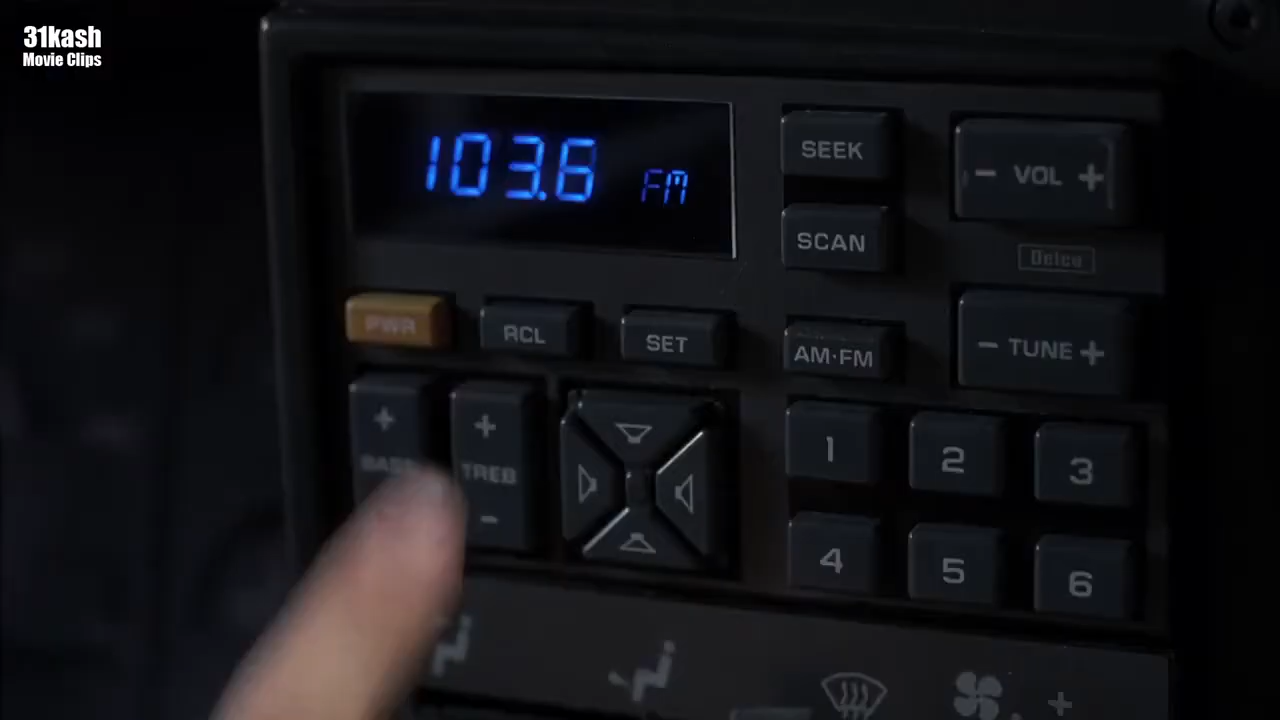 31kash
Movie Clips
103.6 FM
SEEK
- VOL +
SCAN
Delco
PWR
RCL
SET
AM·FM
- TUNE +
+
BASS
+
TREB
-
1
2
3
4
5
6
+